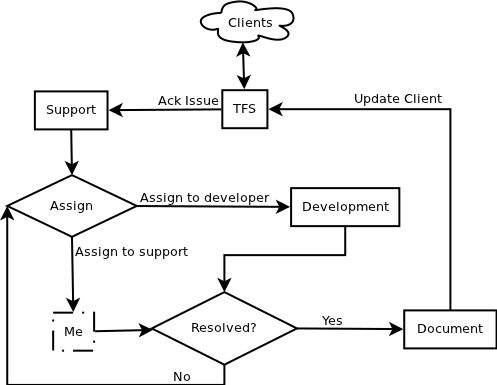 Clients
Ack Issue
Update Client
Support
TFS
Assign
Assign to developer
Development
Assign to support
Me
Resolved?
Yes
Document
No